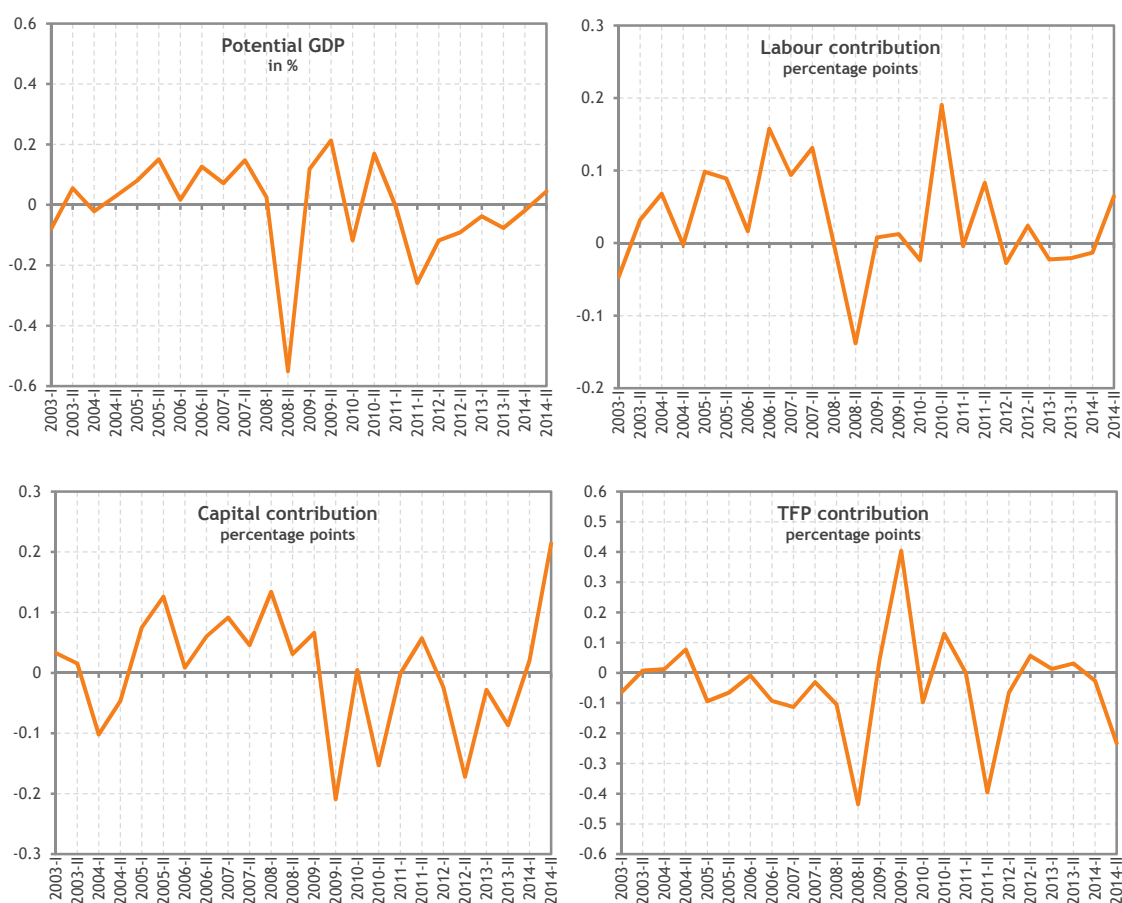 Potential GDP
in %
0.6
0.4
0.2
0
-0.2
-0.4
-0.6
2003-I
2003-II
2004-I
2004-II
2005-I
2005-II
2006-I
2006-II
2007-I
2007-II
2008-I
2008-II
2009-I
2009-II
2010-I
2010-II
2011-I
2011-II
2012-I
2012-II
2013-I
2013-II
2014-I
2014-II
Labour contribution
percentage points
0.3
0.2
0.1
0
-0.1
-0.2
2003-I
2003-II
2004-I
2004-II
2005-I
2005-II
2006-I
2006-II
2007-I
2007-II
2008-I
2008-II
2009-I
2009-II
2010-I
2010-II
2011-I
2011-II
2012-I
2012-II
2013-I
2013-II
2014-I
2014-II
Capital contribution
percentage points
0.3
0.2
0.1
0
-0.1
-0.2
-0.3
2003-I
2003-II
2004-I
2004-II
2005-I
2005-II
2006-I
2006-II
2007-I
2007-II
2008-I
2008-II
2009-I
2009-II
2010-I
2010-II
2011-I
2011-II
2012-I
2012-II
2013-I
2013-II
2014-I
2014-II
TFP contribution
percentage points
0.6
0.5
0.4
0.3
0.2
0.1
0
-0.1
-0.2
-0.3
-0.4
-0.5
-0.6
2003-I
2003-II
2004-I
2004-II
2005-I
2005-II
2006-I
2006-II
2007-I
2007-II
2008-I
2008-II
2009-I
2009-II
2010-I
2010-II
2011-I
2011-II
2012-I
2012-II
2013-I
2013-II
2014-I
2014-II